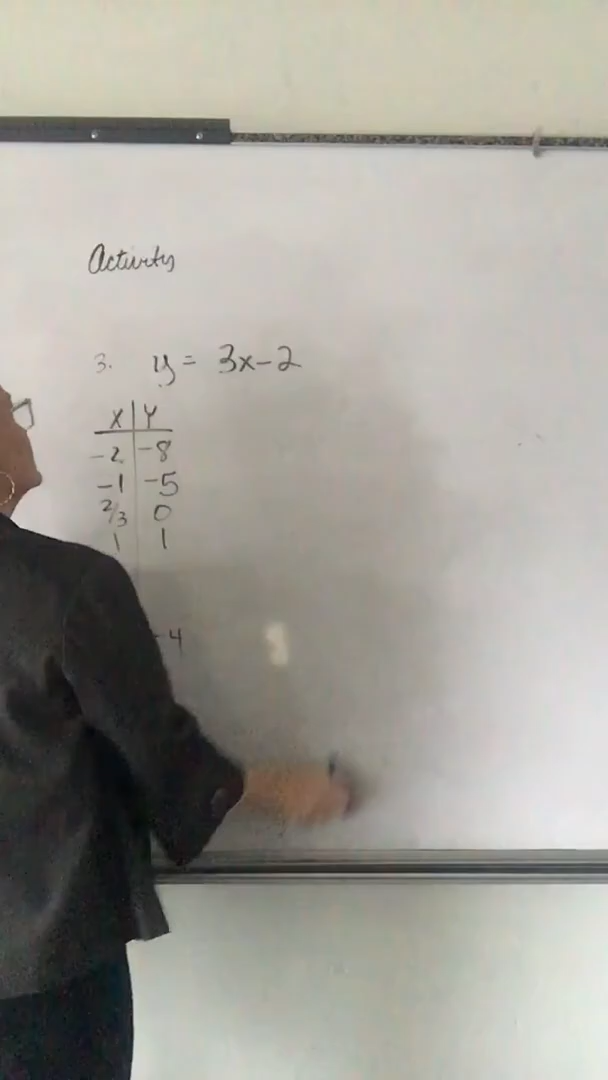 Activity
3. y = 3x-2
X | Y
-2 | -8
-1 | -5
2/3 | 0
1 | 1
-4